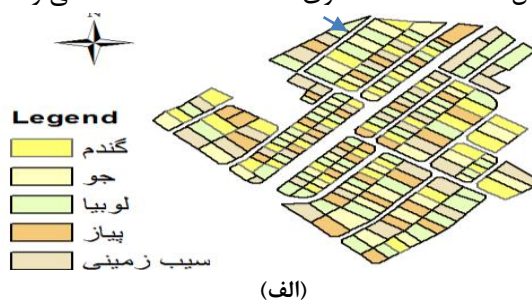 Legend
گندم
جو
لوبیا
پیاز
سیب زمینی
(الف)